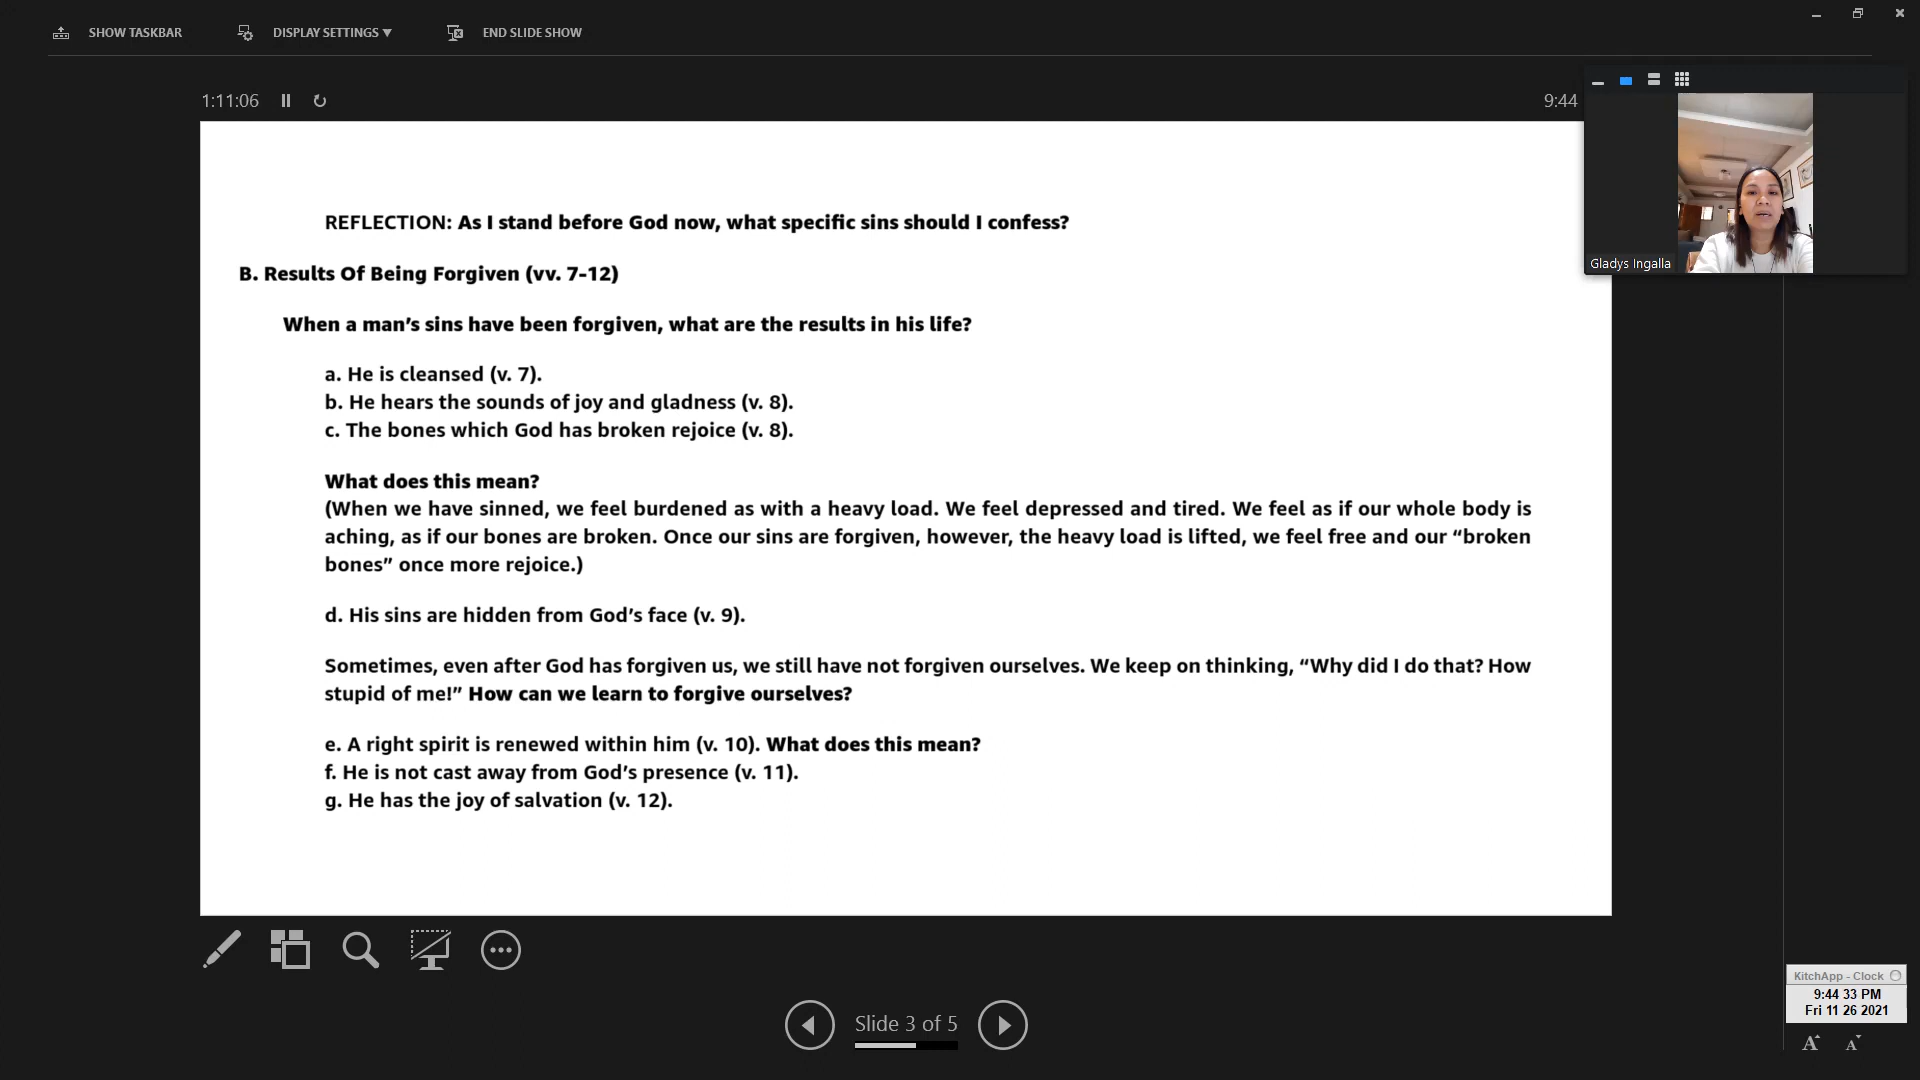 SHOW TASKBAR
DISPLAY SETTINGS ▼
END SLIDE SHOW
1:11:06
9:44
Gladys Ingalla
REFLECTION: As I stand before God now, what specific sins should I confess?
B. Results Of Being Forgiven (vv. 7-12)
When a man’s sins have been forgiven, what are the results in his life?
a. He is cleansed (v. 7).
b. He hears the sounds of joy and gladness (v. 8).
c. The bones which God has broken rejoice (v. 8).
What does this mean?
(When we have sinned, we feel burdened as with a heavy load. We feel depressed and tired. We feel as if our whole body is
aching, as if our bones are broken. Once our sins are forgiven, however, the heavy load is lifted, we feel free and our “broken
bones” once more rejoice.)
d. His sins are hidden from God’s face (v. 9).
Sometimes, even after God has forgiven us, we still have not forgiven ourselves. We keep on thinking, “Why did I do that? How
stupid of me!” How can we learn to forgive ourselves?
e. A right spirit is renewed within him (v. 10). What does this mean?
f. He is not cast away from God’s presence (v. 11).
g. He has the joy of salvation (v. 12).
Slide 3 of 5
KitchApp - Clock
9:44 33 PM
Fri 11 26 2021
A A